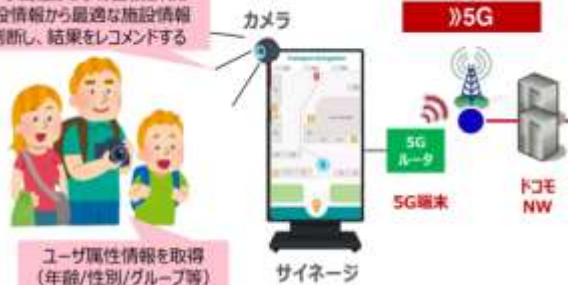 設情報から最適な施設情報
判断し、結果をレコメンドする
カメラ
》5G
5G
ルータ
5G端末
ドコモ
NW
ユーザ属性情報を取得
(年齢/性別/グループ等)
サイネージ